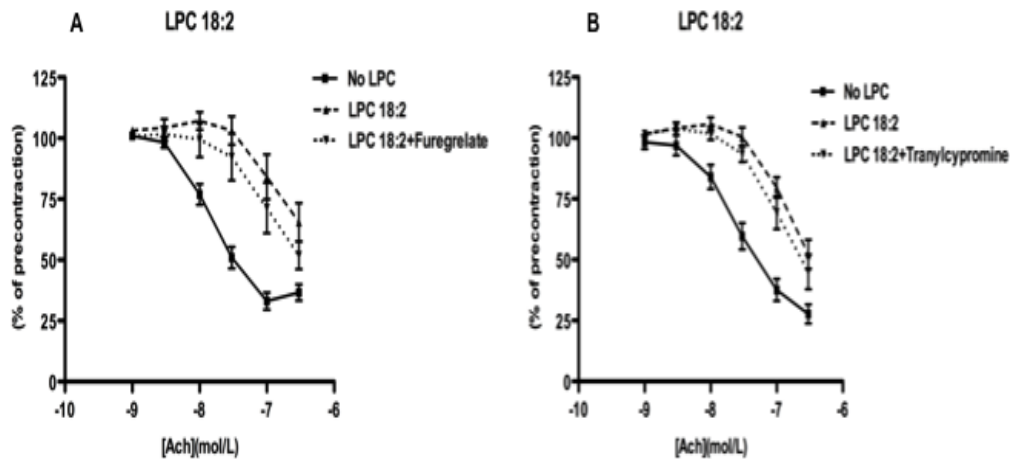 A
LPC 18:2
125
100
75
50
25
0
(% of precontraction)
-10
-9
-8
-7
-6
[Ach](mol/L)
No LPC
LPC 18:2
LPC 18:2+Furegrelate
B
LPC 18:2
125
100
75
50
25
0
(% of precontraction)
-10
-9
-8
-7
-6
[Ach](mol/L)
No LPC
LPC 18:2
LPC 18:2+Tranylcypromine